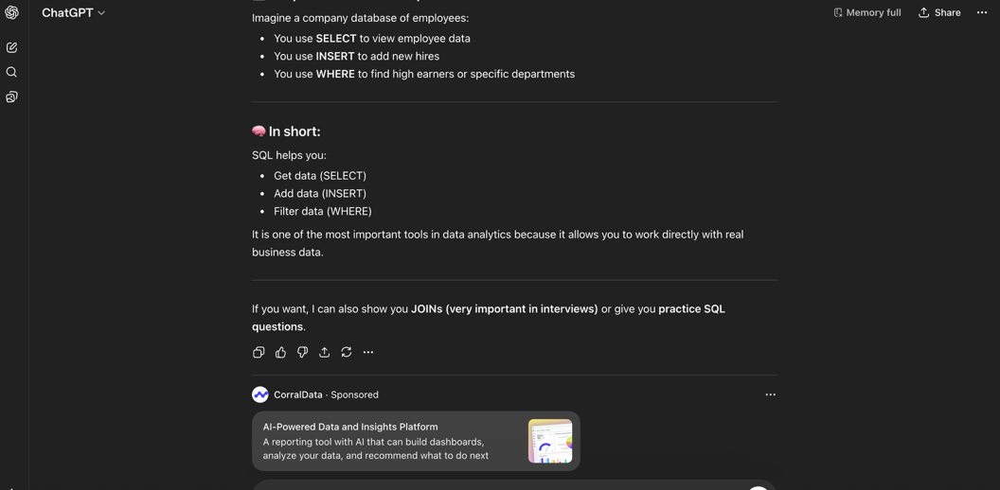 ChatGPT
Memory full
Share
Imagine a company database of employees:
• You use SELECT to view employee data
• You use INSERT to add new hires
• You use WHERE to find high earners or specific departments
🧠 In short:
SQL helps you:
• Get data (SELECT)
• Add data (INSERT)
• Filter data (WHERE)
It is one of the most important tools in data analytics because it allows you to work directly with real
business data.
If you want, I can also show you JOINs (very important in interviews) or give you practice SQL
questions.
CorralData · Sponsored
AI-Powered Data and Insights Platform
A reporting tool with AI that can build dashboards,
analyze your data, and recommend what to do next